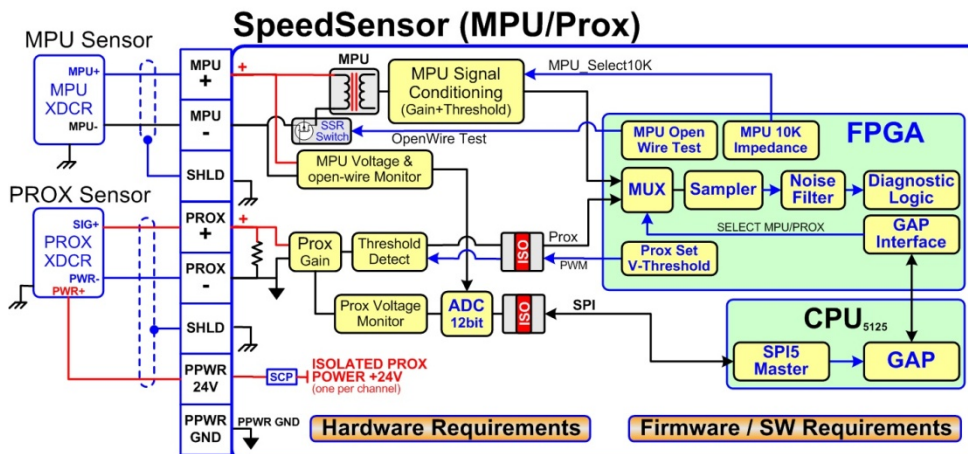 SpeedSensor (MPU/Prox)
MPU Sensor
MPU+
MPU
XDCR
MPU-
PROX Sensor
SIG+
PROX
XDCR
PWR-
PWR+
MPU
+
MPU
-
SHLD
PROX
+
PROX
-
SHLD
PPWR
24V
PPWR
GND
+
MPU
SSR
Switch
MPU Signal
Conditioning
(Gain+Threshold)
MPU_Select10K
OpenWire Test
MPU Voltage &
open-wire Monitor
+
Prox
Gain
Threshold
Detect
ISO
Prox
PWM
Prox Voltage
Monitor
ADC
12bit
ISO
SPI
SCP
ISOLATED PROX
POWER +24V
(one per channel)
PPWR GND
FPGA
MPU Open
Wire Test
MPU 10K
Impedance
MUX
Sampler
Noise
Filter
Diagnostic
Logic
SELECT MPU/PROX
GAP
Interface
Prox Set
V-Threshold
CPU5125
SPI5
Master
GAP
Hardware Requirements
Firmware / SW Requirements